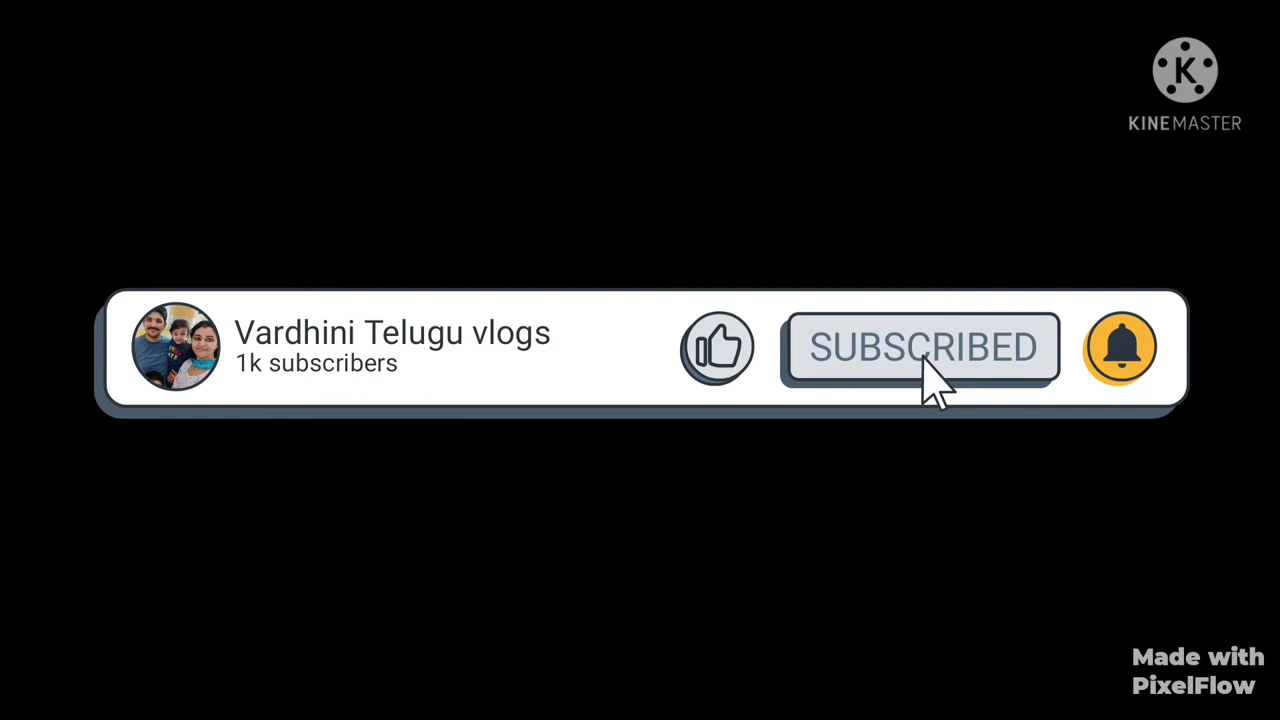 K
KINEMASTER
Vardhini Telugu vlogs
1k subscribers
SUBSCRIBED
Made with
PixelFlow